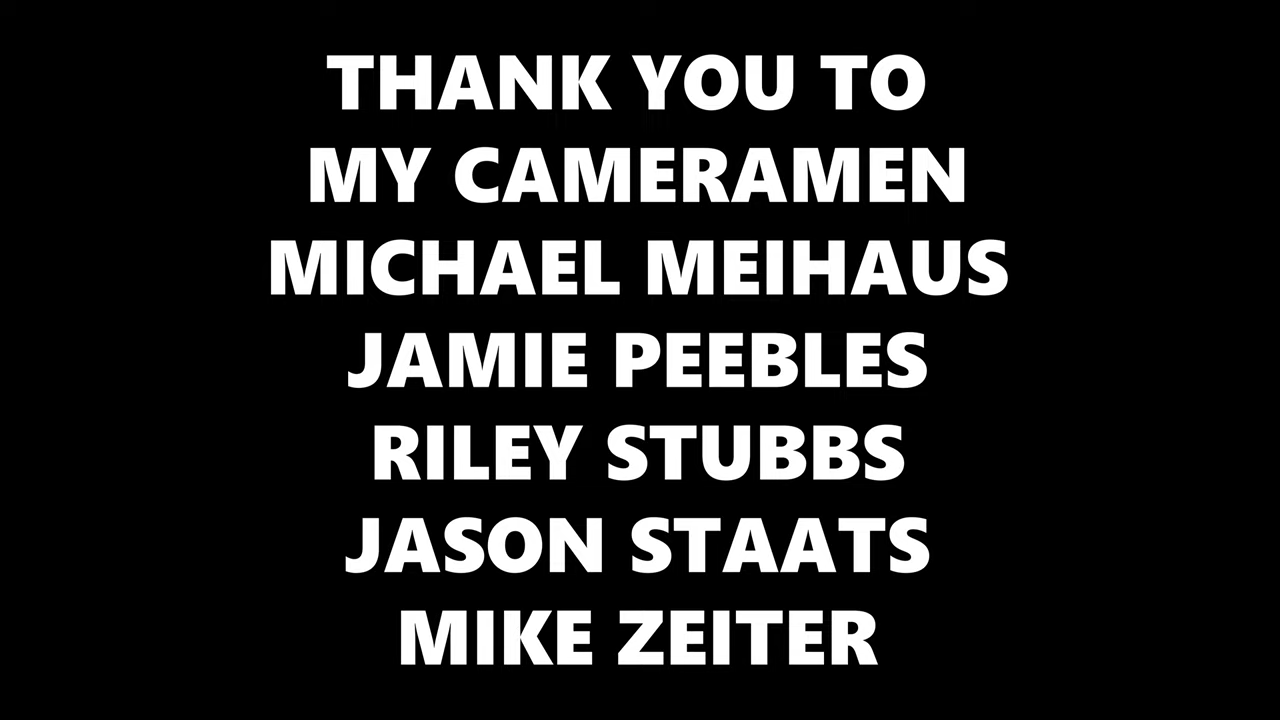 THANK YOU TO
MY CAMERAMEN
MICHAEL MEIHAUS
JAMIE PEEBLES
RILEY STUBBS
JASON STAATS
MIKE ZEITER